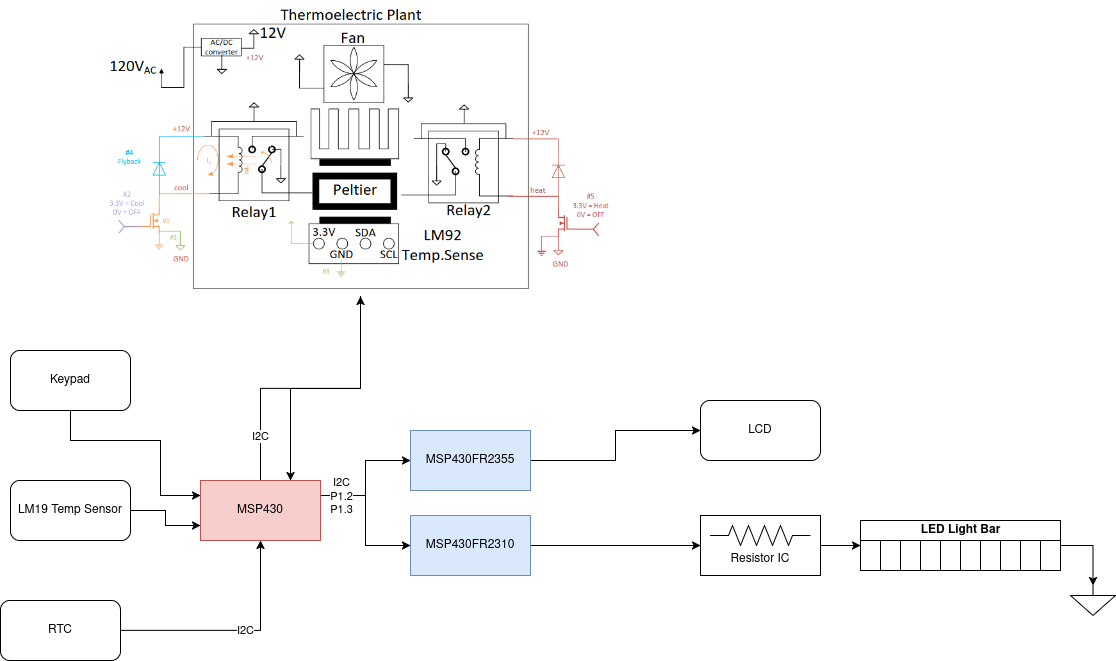 Thermoelectric Plant
12V
AC/DC
converter
+12V
Fan
120VAC
+12V
+12V
#4
Flyback
cool
heat
#2
3.3V = Cool
0V = OFF
#1
#3
GND
Peltier
Relay1
Relay2
#5
3.3V = Heat
0V = OFF
GND
3.3V
SDA
GND
SCL
#3
LM92
Temp.Sense
Keypad
I2C
LCD
MSP430FR2355
LM19 Temp Sensor
MSP430
I2C
P1.2
P1.3
MSP430FR2310
Resistor IC
LED Light Bar
RTC
I2C